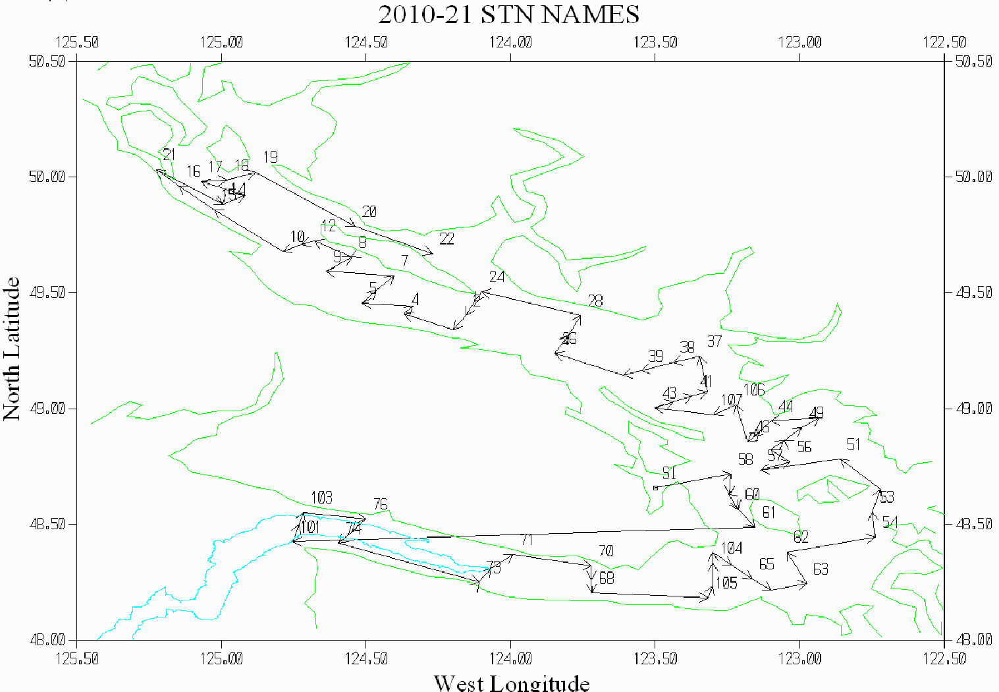 2010-21 STN NAMES
125.50 125.00 124.50 124.00 123.50 123.00 122.50
50.50 50.50
21 16 17 18 19
50.00 50.00
14
20
12 10 8 22
9 7
24
49.50 5 4 2 28 49.50
26
39 38 37
41
43 107 106
49.00 44 49 49.00
46
58 57 56 51
SI
103 76 60 53
61
48.50 101 74 54 48.50
71 70 104 62
73 68 105 65 63
48.00 48.00
125.50 125.00 124.50 124.00 123.50 123.00 122.50
West Longitude
North Latitude